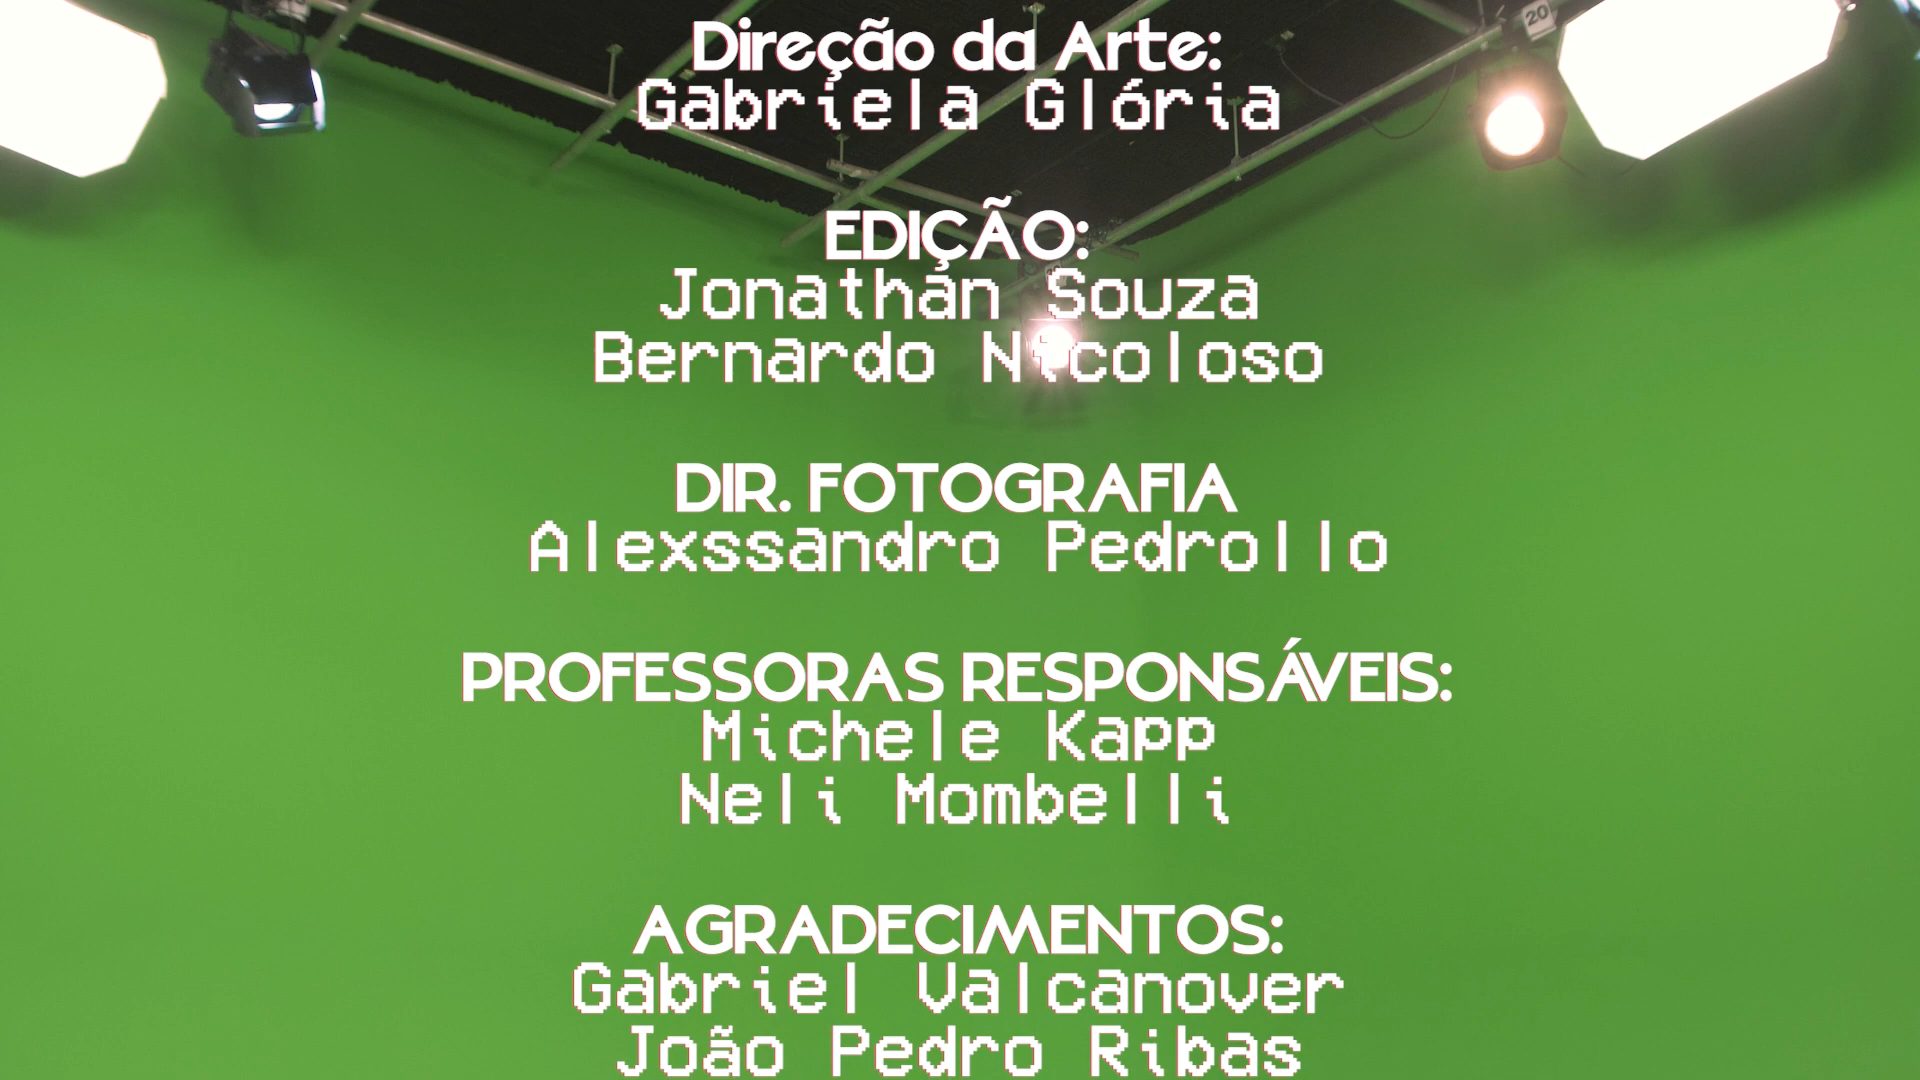 20
Direção da Arte:
Gabriela Glória
EDIÇÃO:
Jonathan Souza
Bernardo Nicoloso
DIR. FOTOGRAFIA
Alexssandro Pedrollo
PROFESSORAS RESPONSÁVEIS:
Michele Kapp
Neli Mombelli
AGRADECIMENTOS:
Gabriel Valcanover
João Pedro Ribas